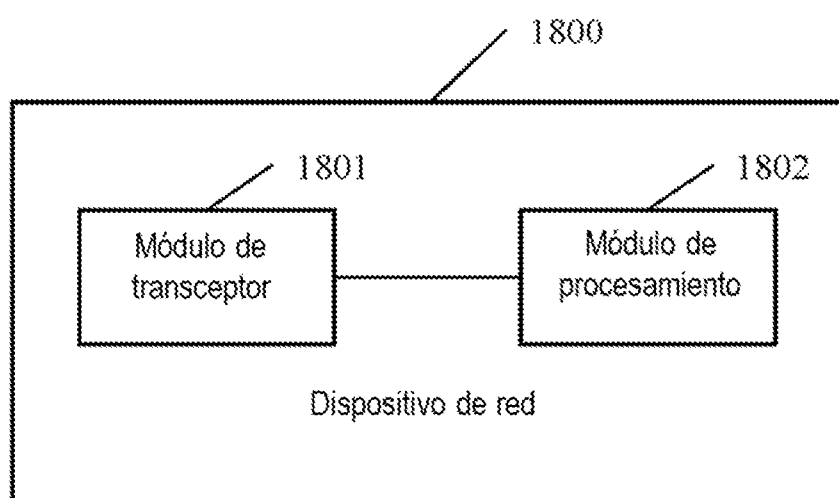 1800
1801
1802
Módulo de
transceptor
Módulo de
procesamiento
Dispositivo de red